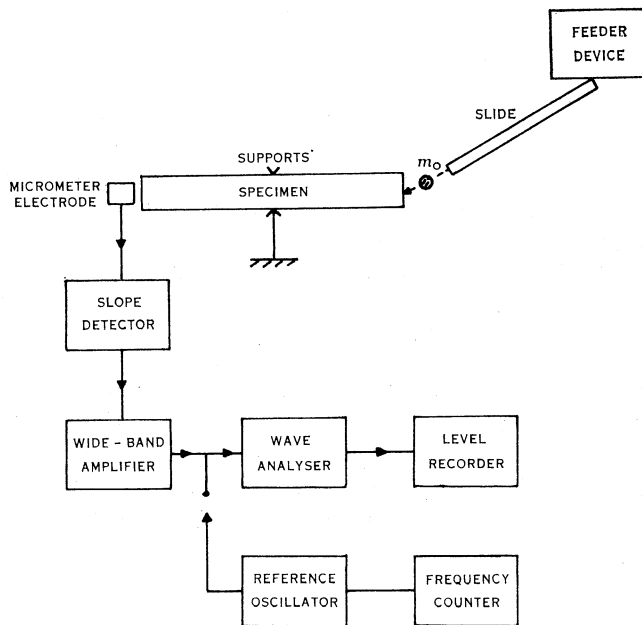 FEEDER
DEVICE
SLIDE
SUPPORTS
m₀
MICROMETER
ELECTRODE
SPECIMEN
SLOPE
DETECTOR
WIDE – BAND
AMPLIFIER
WAVE
ANALYSER
LEVEL
RECORDER
REFERENCE
OSCILLATOR
FREQUENCY
COUNTER